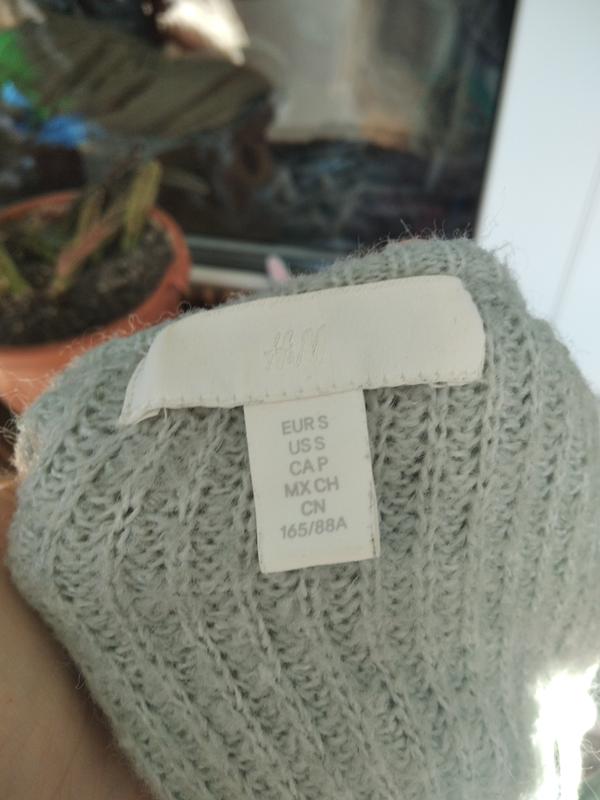 H&M
EUR S
US S
CA P
MX CH
CN
165/88A